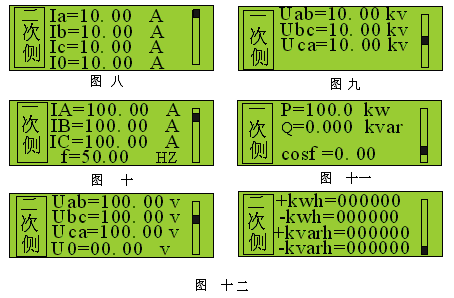 二次侧
Ia=10.00 A
Ib=10.00 A
Ic=10.00 A
I0=10.00 A
图 八
一次侧
Uab=10.00 kv
Ubc=10.00 kv
Uca=10.00 kv
图 九
一次侧
IA=100.00 A
IB=100.00 A
IC=100.00 A
f=50.00 HZ
图 十
一次侧
P=100.0 kw
Q=0.000 kvar
cosf =0.00
图 十一
二次侧
Uab=100.00 v
Ubc=100.00 v
Uca=100.00 v
U0=00.00 v
二次侧
+kwh=000000
-kwh=000000
+kvarh=000000
-kvarh=000000
图 十二